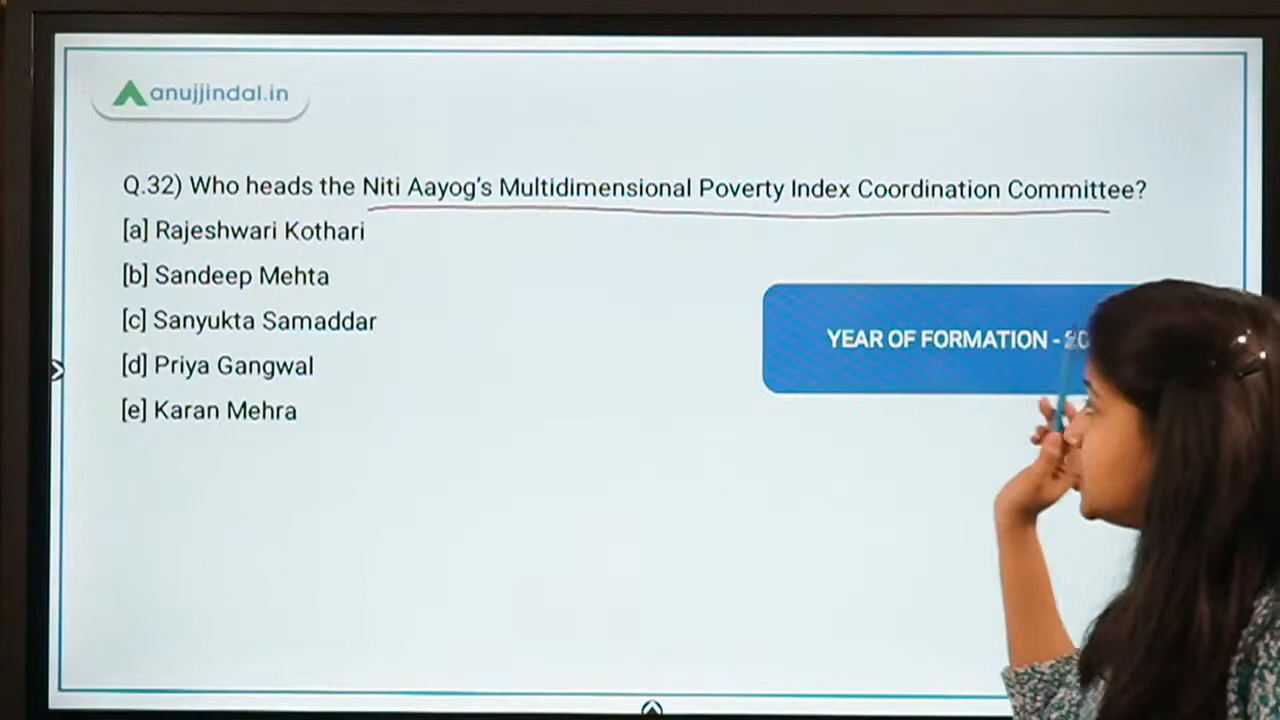 anujjindal.in
Q.32) Who heads the Niti Aayog's Multidimensional Poverty Index Coordination Committee?
[a] Rajeshwari Kothari
[b] Sandeep Mehta
[c] Sanyukta Samaddar
[d] Priya Gangwal
[e] Karan Mehra
YEAR OF FORMATION - 20